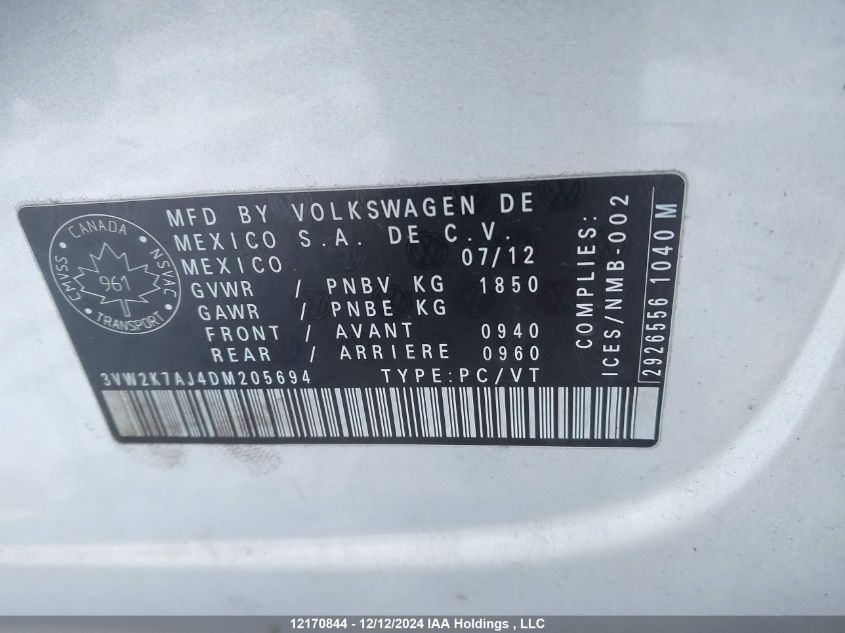 CANADA
CMVSS
NSVAC
961
TRANSPORT
MFD BY VOLKSWAGEN DE
MEXICO S.A. DE C.V.
MEXICO 07/12
GVWR / PNBV KG 1850
GAWR / PNBE KG
FRONT / AVANT 0940
REAR / ARRIERE 0960
3VW2K7AJ4DM205694 TYPE:PC/VT
COMPLIES:
ICES/NMB-002
2926556 1040 M
12170844 - 12/12/2024 IAA Holdings , LLC